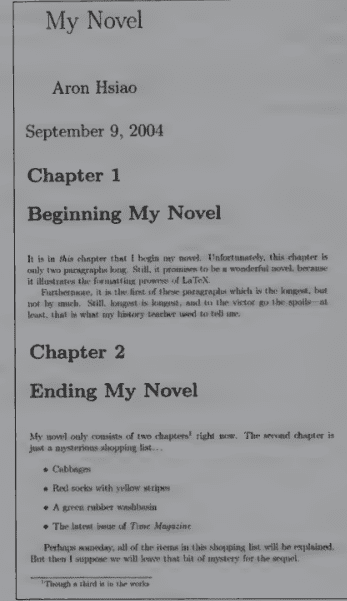 My Novel
Aron Hsiao
September 9, 2004
Chapter 1
Beginning My Novel
It is in this chapter that I begin my novel. Unfortunately, this chapter is
only two paragraphs long. Still, it promises to be a wonderful novel, because
it illustrates the formatting prowess of LaTeX.
Furthermore, it is the first of these paragraphs which is the longest, but
not by much. Still, longest is longest, and to the victor go the spoils—at
least, that is what my history teacher used to tell me.
Chapter 2
Ending My Novel
My novel only consists of two chapters¹ right now. The second chapter is
just a mysterious shopping list...
• Cabbages
• Red socks with yellow stripes
• A green rubber washbasin
• The latest issue of Time Magazine
Perhaps someday, all of the items in this shopping list will be explained.
But then I suppose we will leave that bit of mystery for the sequel.
¹Though a third is in the works